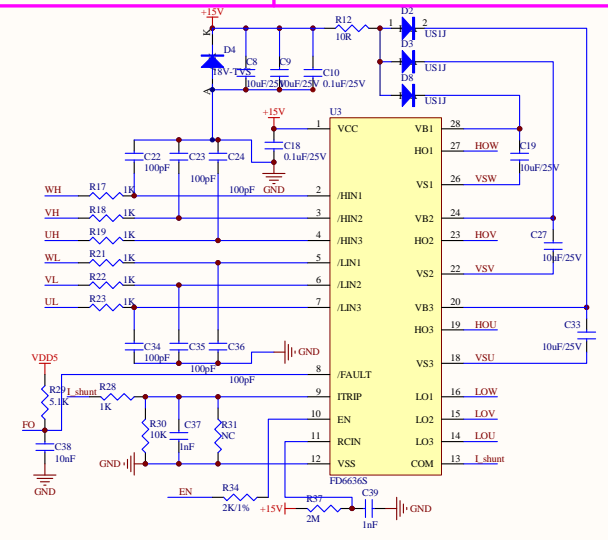 +15V
D2
1 2
US1J
R12
10R
D3
US1J
D8
US1J
K
D4
18V-TVS
A
C8
10uF/25V
C9
10uF/25V
C10
0.1uF/25V
+15V
C18
0.1uF/25V
GND
U3
1 VCC VB1 28
HO1 27 HOW
C19
10uF/25V
VS1 26 VSW
C22
100pF
C23
100pF
C24
100pF
WH R17 1K 2 /HIN1
VH R18 1K 3 /HIN2 VB2 24
UH R19 1K 4 /HIN3 HO2 23 HOV
C27
10uF/25V
WL R21 1K 5 /LIN1
VL R22 1K 6 /LIN2 VS2 22 VSV
UL R23 1K 7 /LIN3 VB3 20
HO3 19 HOU
C33
10uF/25V
C34
100pF
C35
100pF
C36
100pF
GND
VS3 18 VSU
VDD5
8 /FAULT
R29
5.1K
I_shunt R28
1K
9 ITRIP LO1 16 LOW
FO
R30
10K
C37
1nF
R31
NC
10 EN LO2 15 LOV
11 RCIN LO3 14 LOU
C38
10nF
GND
GND
12 VSS COM 13 I_shunt
FD6636S
EN R34
2K/1%
+15V R37
2M
C39
1nF
GND